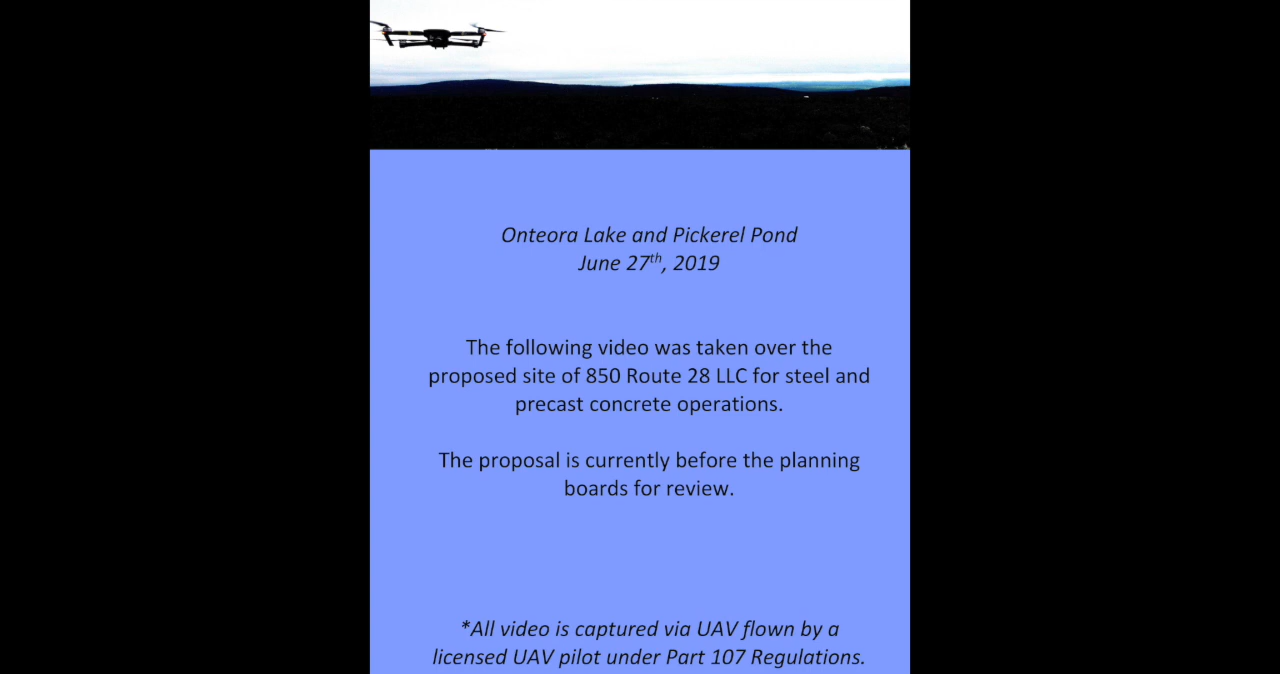 Onteora Lake and Pickerel Pond
June 27th, 2019
The following video was taken over the
proposed site of 850 Route 28 LLC for steel and
precast concrete operations.
The proposal is currently before the planning
boards for review.
*All video is captured via UAV flown by a
licensed UAV pilot under Part 107 Regulations.